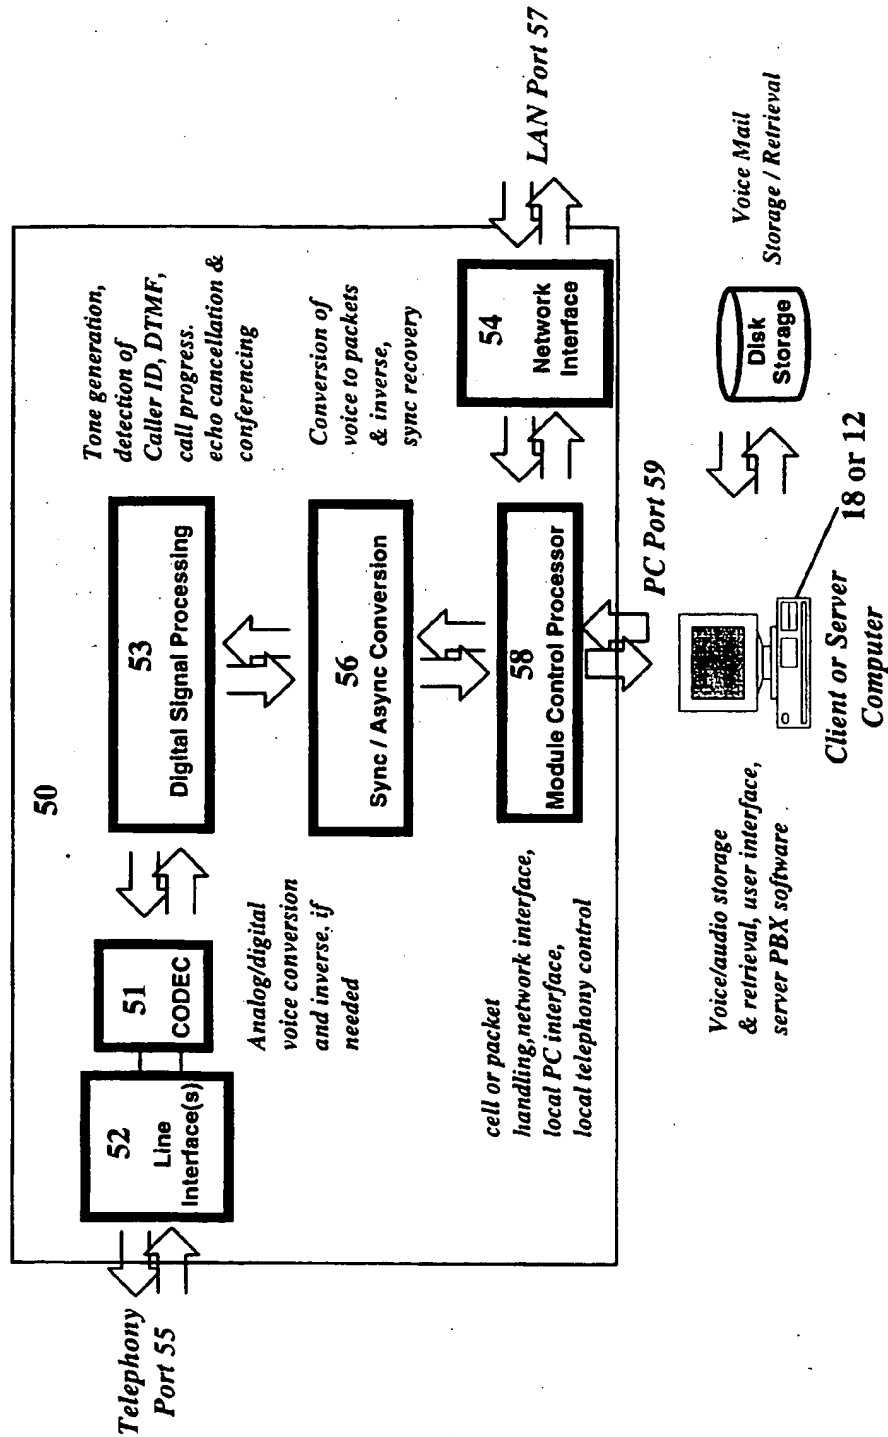 50
Telephony
Port 55
52
Line
Interface(s)
51
CODEC
53
Digital Signal Processing
Tone generation,
detection of
Caller ID, DTMF,
call progress.
echo cancellation &
conferencing
Analog/digital
voice conversion
and inverse, if
needed
56
Sync / Async Conversion
Conversion of
voice to packets
& inverse,
sync recovery
cell or packet
handling, network interface,
local PC interface,
local telephony control
58
Module Control Processor
54
Network
Interface
LAN Port 57
PC Port 59
Voice/audio storage
& retrieval, user interface,
server PBX software
Client or Server
Computer
18 or 12
Disk
Storage
Voice Mail
Storage / Retrieval